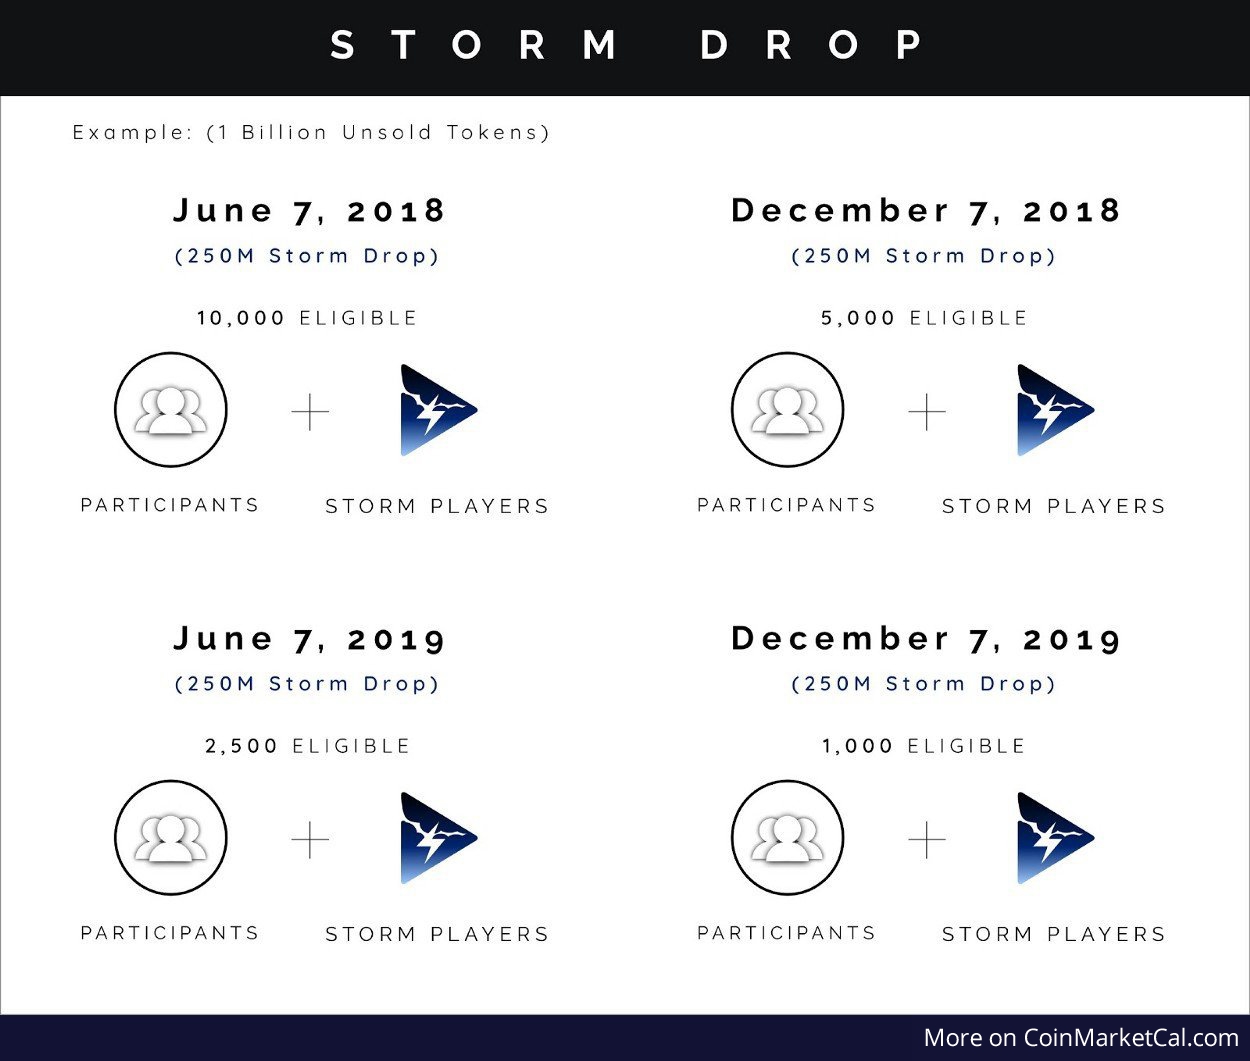 STORM DROP
Example: (1 Billion Unsold Tokens)
June 7, 2018
(250M Storm Drop)
10,000 ELIGIBLE
PARTICIPANTS
STORM PLAYERS
December 7, 2018
(250M Storm Drop)
5,000 ELIGIBLE
PARTICIPANTS
STORM PLAYERS
June 7, 2019
(250M Storm Drop)
2,500 ELIGIBLE
PARTICIPANTS
STORM PLAYERS
December 7, 2019
(250M Storm Drop)
1,000 ELIGIBLE
PARTICIPANTS
STORM PLAYERS
More on CoinMarketCal.com